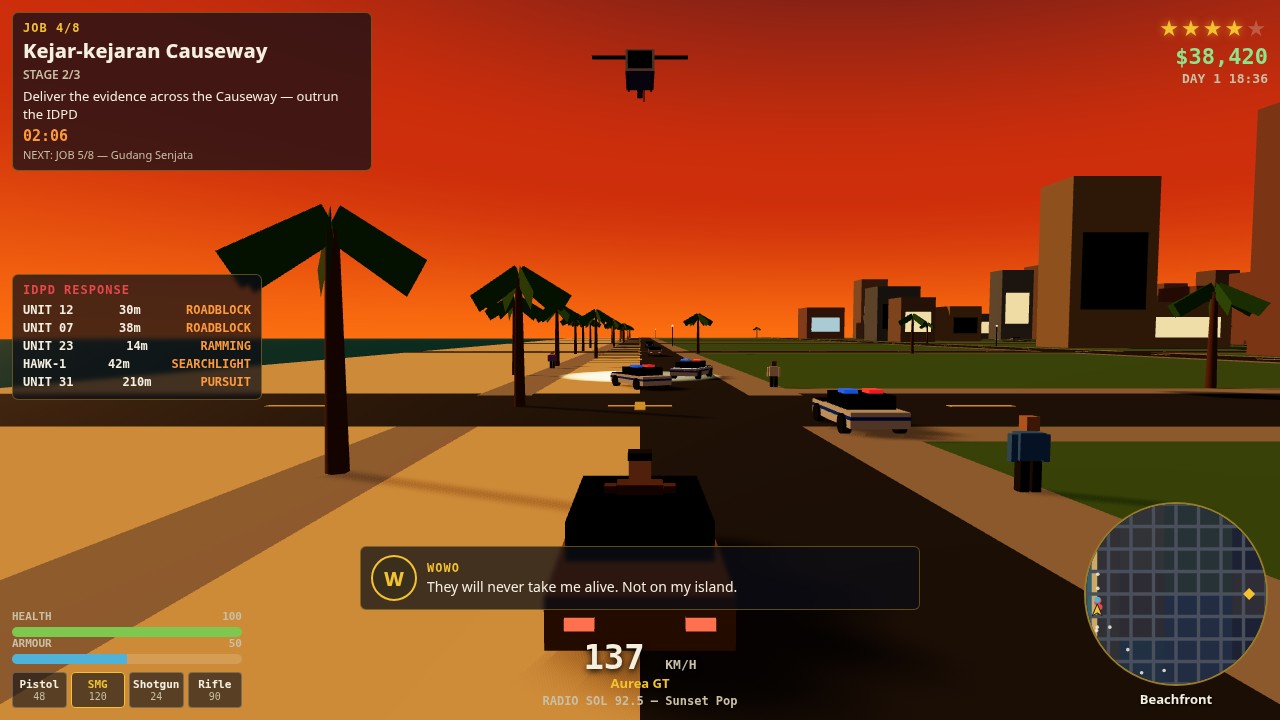 JOB 4/8
Kejar-kejaran Causeway
STAGE 2/3
Deliver the evidence across the Causeway — outrun
the IDPD
02:06
NEXT: JOB 5/8 — Gudang Senjata
★★★★★
$38,420
DAY 1 18:36
IDPD RESPONSE
UNIT 12 30m ROADBLOCK
UNIT 07 38m ROADBLOCK
UNIT 23 14m RAMMING
HAWK-1 42m SEARCHLIGHT
UNIT 31 210m PURSUIT
W
WOWO
They will never take me alive. Not on my island.
HEALTH 100
ARMOUR 50
Pistol SMG Shotgun Rifle
48 120 24 90
137 KM/H
Aurea GT
RADIO SOL 92.5 — Sunset Pop
Beachfront